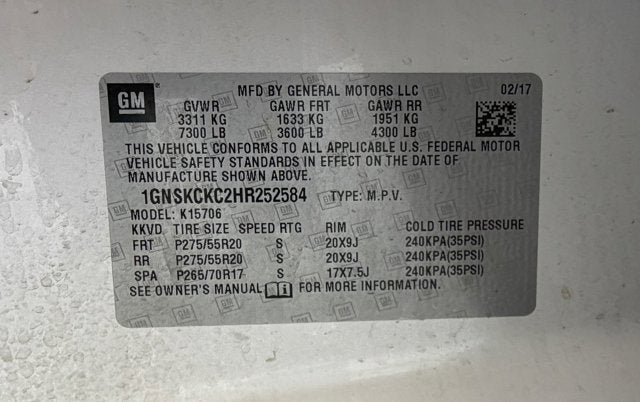 GM MFD BY GENERAL MOTORS LLC 02/17
GVWR GAWR FRT GAWR RR
3311 KG 1633 KG 1951 KG
7300 LB 3600 LB 4300 LB
THIS VEHICLE CONFORMS TO ALL APPLICABLE U.S. FEDERAL MOTOR
VEHICLE SAFETY STANDARDS IN EFFECT ON THE DATE OF
MANUFACTURE SHOWN ABOVE.
1GNSKCKC2HR252584 TYPE: M.P.V.
MODEL: K15706
KKVD TIRE SIZE SPEED RTG RIM COLD TIRE PRESSURE
FRT P275/55R20 S 20X9J 240KPA(35PSI)
RR P275/55R20 S 20X9J 240KPA(35PSI)
SPA P265/70R17 S 17X7.5J 240KPA(35PSI)
SEE OWNER'S MANUAL FOR MORE INFORMATION.